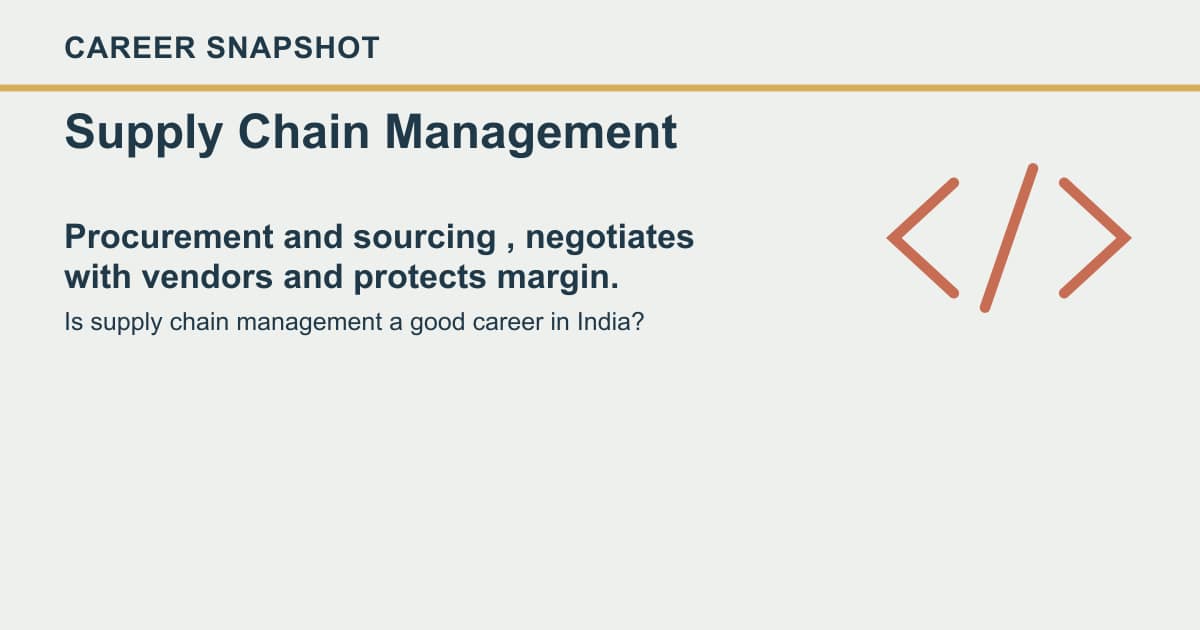 CAREER SNAPSHOT
Supply Chain Management
Procurement and sourcing , negotiates
with vendors and protects margin.
Is supply chain management a good career in India?